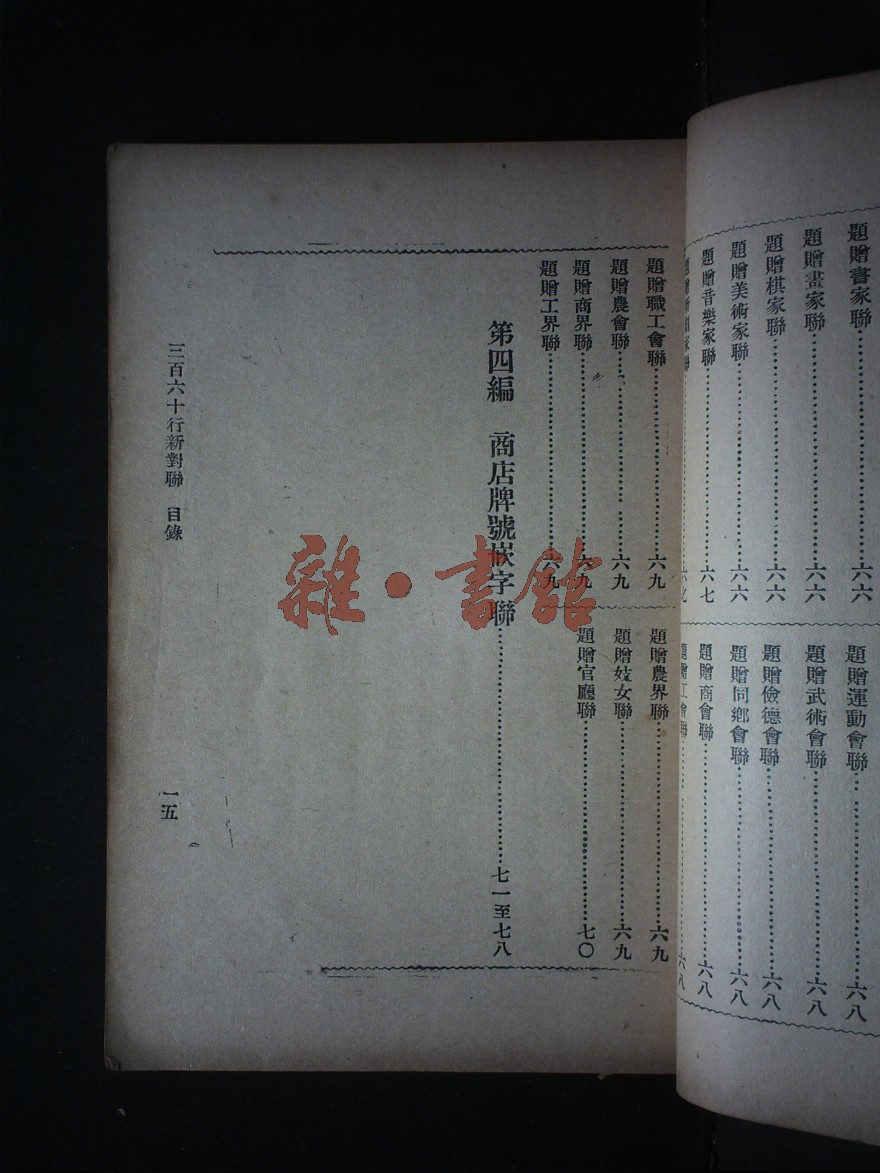 題贈書家聯……六六
題贈畫家聯……六六
題贈棋家聯……六六
題贈美術家聯……六六
題贈音樂家聯……六七
題贈運動會聯……六八
題贈武術會聯……六八
題贈儉德會聯……六八
題贈同鄉會聯……六八
題贈商會聯……六八
題贈工會聯……六八
題贈職工會聯……六九
題贈農會聯……六九
題贈商界聯……六九
題贈工界聯……六九
題贈農界聯……六九
題贈妓女聯……六九
題贈官廳聯……七〇
第四編 商店牌號嵌字聯……七一至七八
三百六十行新對聯 目錄 一五
雜・書館